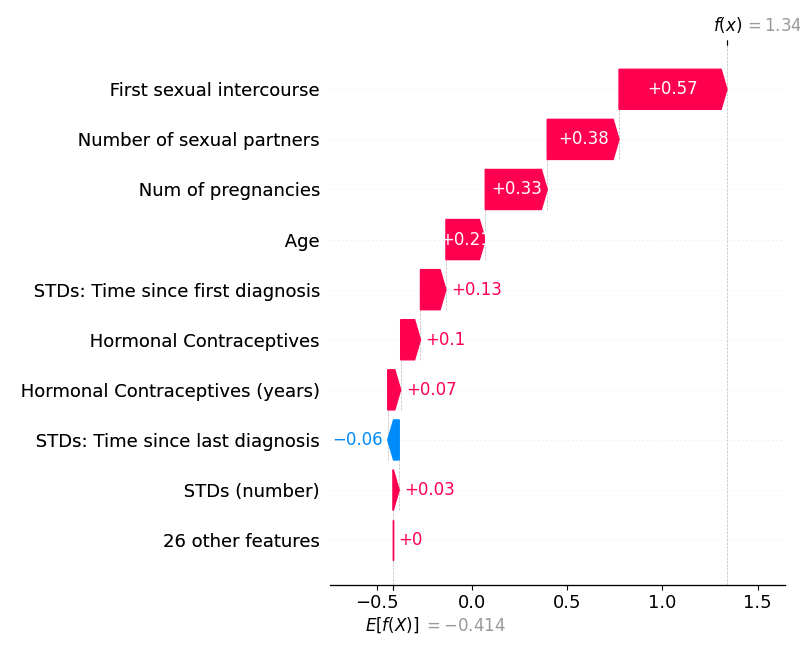 f(x) = 1.34
First sexual intercourse +0.57
Number of sexual partners +0.38
Num of pregnancies +0.33
Age +0.21
STDs: Time since first diagnosis +0.13
Hormonal Contraceptives +0.1
Hormonal Contraceptives (years) +0.07
STDs: Time since last diagnosis −0.06
STDs (number) +0.03
26 other features +0
−0.5 0.0 0.5 1.0 1.5
E[f(X)] = −0.414